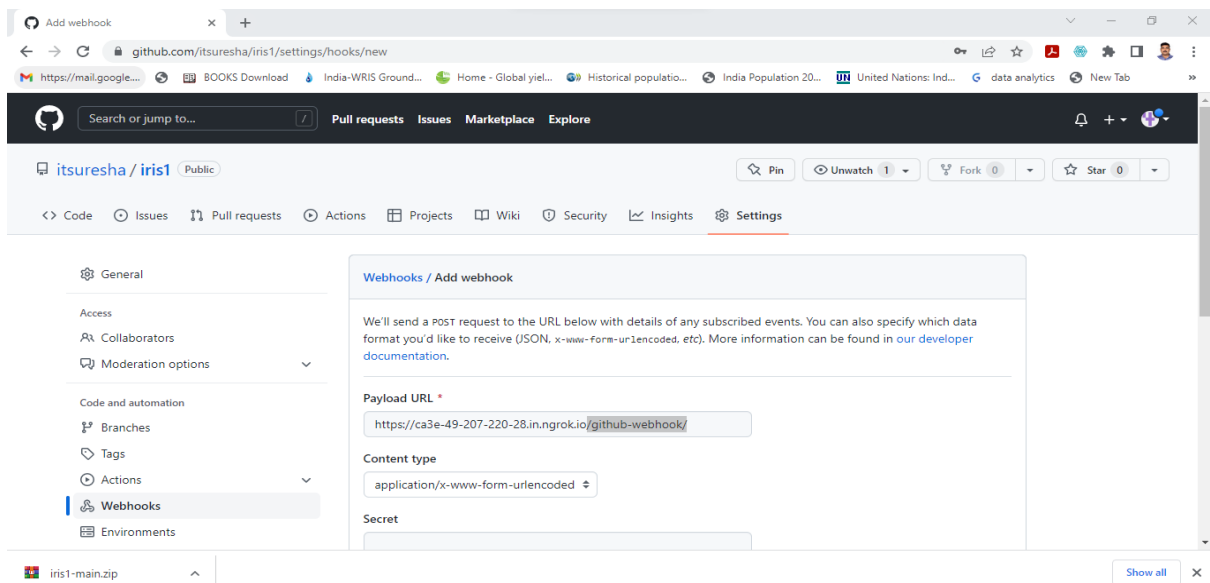 Add webhook
github.com/itsuresha/iris1/settings/hooks/new
https://mail.google.... BOOKS Download India-WRIS Ground... Home - Global yiel... Historical populatio... India Population 20... UN United Nations: Ind... G data analytics New Tab »
Search or jump to... / Pull requests Issues Marketplace Explore
itsuresha / iris1 Public Pin Unwatch 1 Fork 0 Star 0
<> Code Issues Pull requests Actions Projects Wiki Security Insights Settings
General
Access
Collaborators
Moderation options
Code and automation
Branches
Tags
Actions
Webhooks
Environments
Webhooks / Add webhook
We'll send a POST request to the URL below with details of any subscribed events. You can also specify which data
format you'd like to receive (JSON, x-www-form-urlencoded, etc). More information can be found in our developer
documentation.
Payload URL *
https://ca3e-49-207-220-28.in.ngrok.io/github-webhook/
Content type
application/x-www-form-urlencoded
Secret
iris1-main.zip Show all